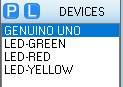 P L DEVICES
GENUINO UNO
LED-GREEN
LED-RED
LED-YELLOW